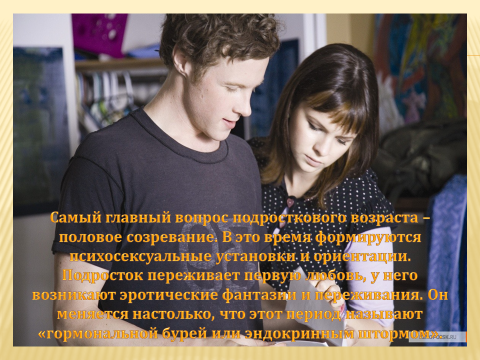 Самый главный вопрос подросткового возраста –
половое созревание. В это время формируются
психосексуальные установки и ориентации.
Подросток переживает первую любовь, у него
возникают эротические фантазии и переживания. Он
меняется настолько, что этот период называют
«гормональной бурей или эндокринным штормом».